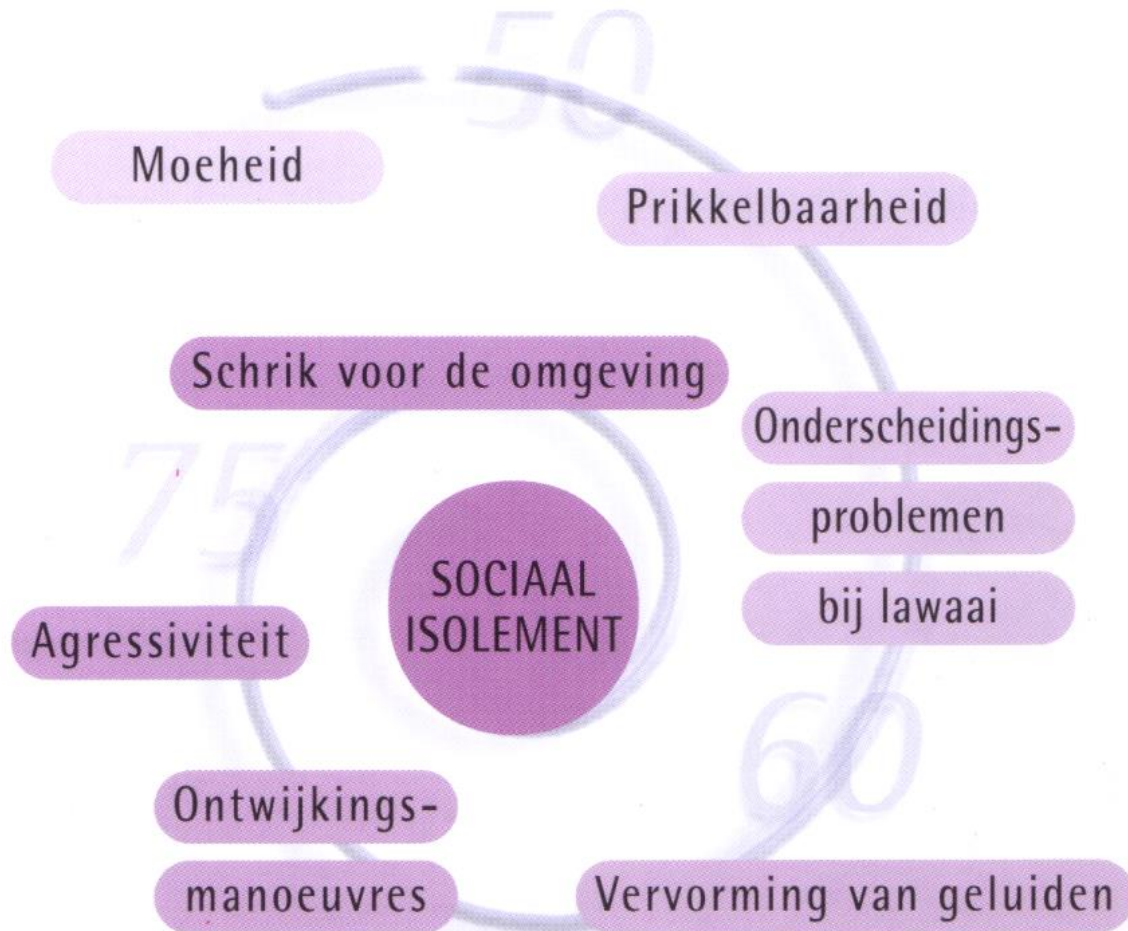 50
Moeheid
Prikkelbaarheid
Schrik voor de omgeving
Onderscheidings-
problemen
bij lawaai
75
SOCIAAL
ISOLEMENT
Agressiviteit
60
Ontwijkings-
manoeuvres
Vervorming van geluiden